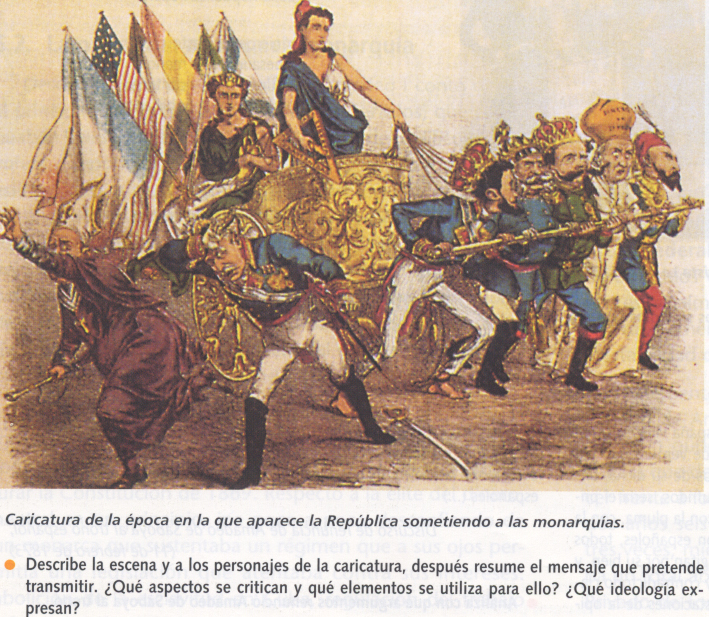 Caricatura de la época en la que aparece la República sometiendo a las monarquías.
● Describe la escena y a los personajes de la caricatura, después resume el mensaje que pretende
transmitir. ¿Qué aspectos se critican y qué elementos se utiliza para ello? ¿Qué ideología ex-
presan?